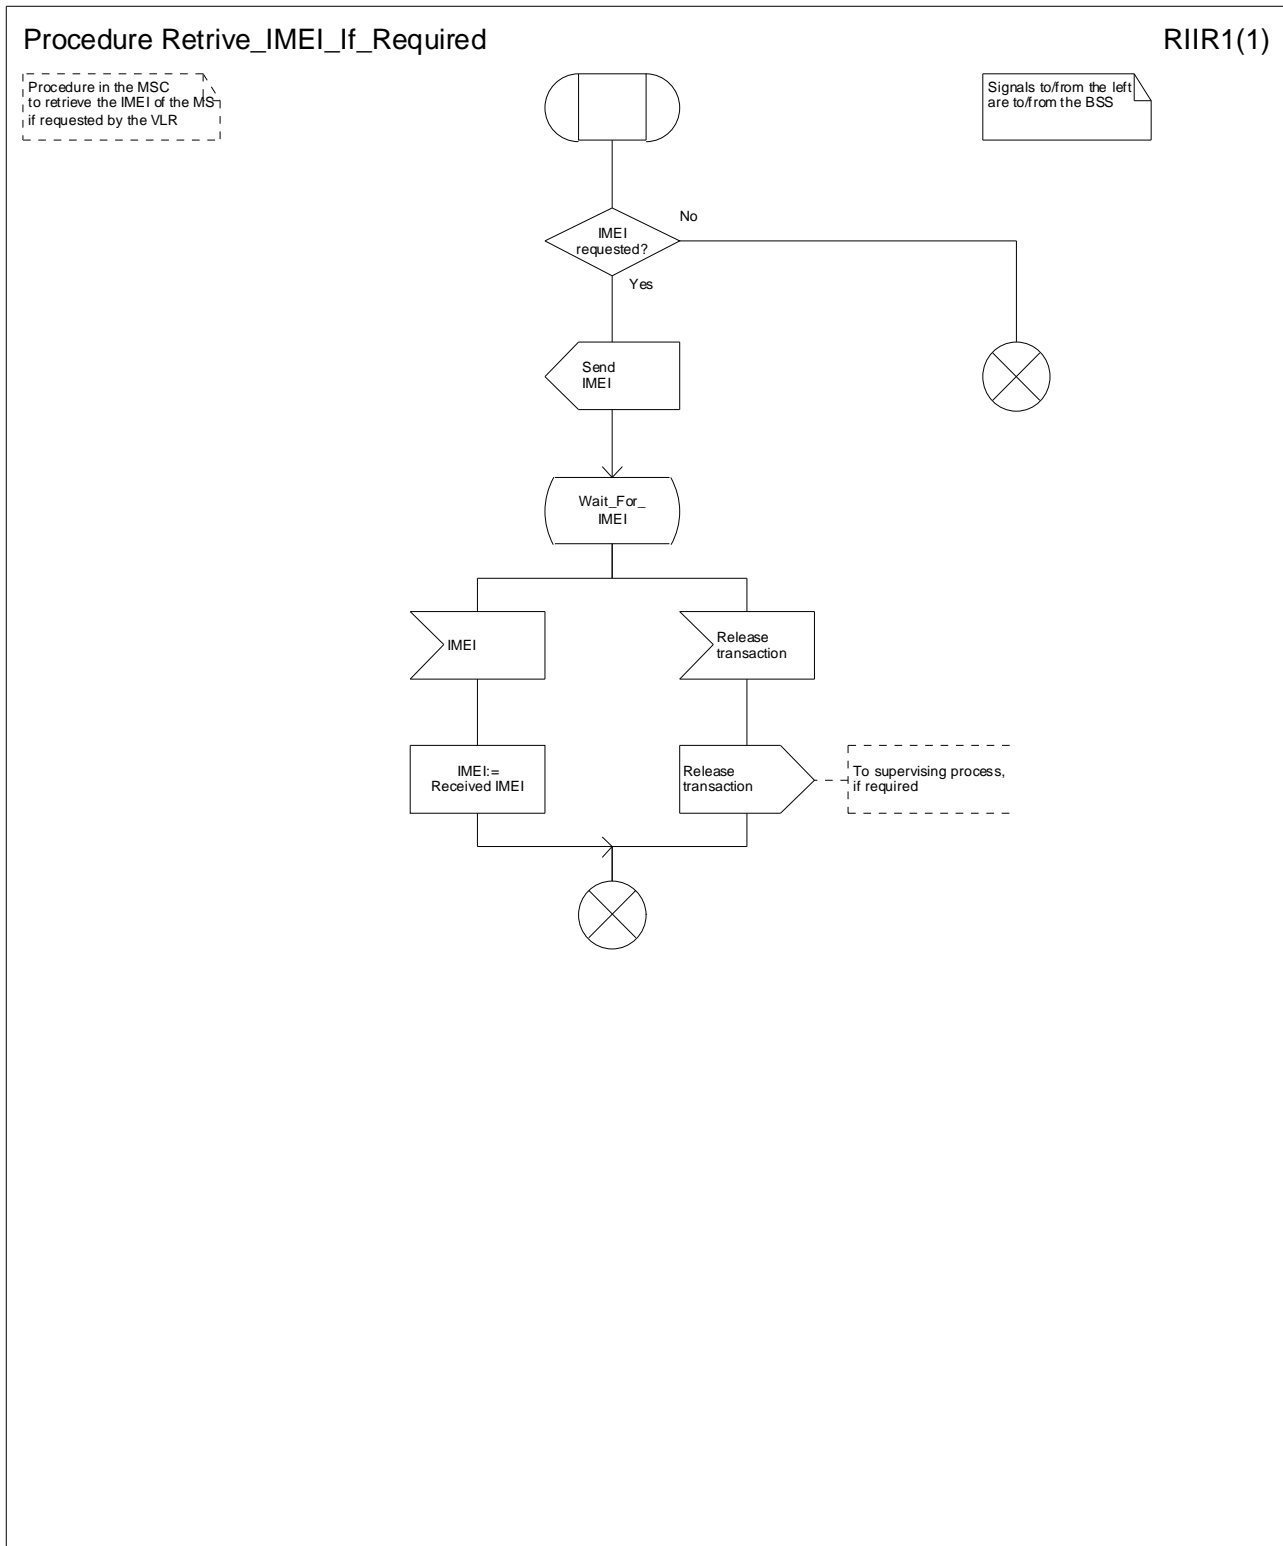 Procedure Retrive_IMEI_If_Required
RIIR1(1)
Procedure in the MSC
to retrieve the IMEI of the MS
if requested by the VLR
Signals to/from the left
are to/from the BSS
IMEI
requested?
No
Yes
Send
IMEI
Wait_For_
IMEI
IMEI
Release
transaction
IMEI:=
Received IMEI
Release
transaction
To supervising process,
if required